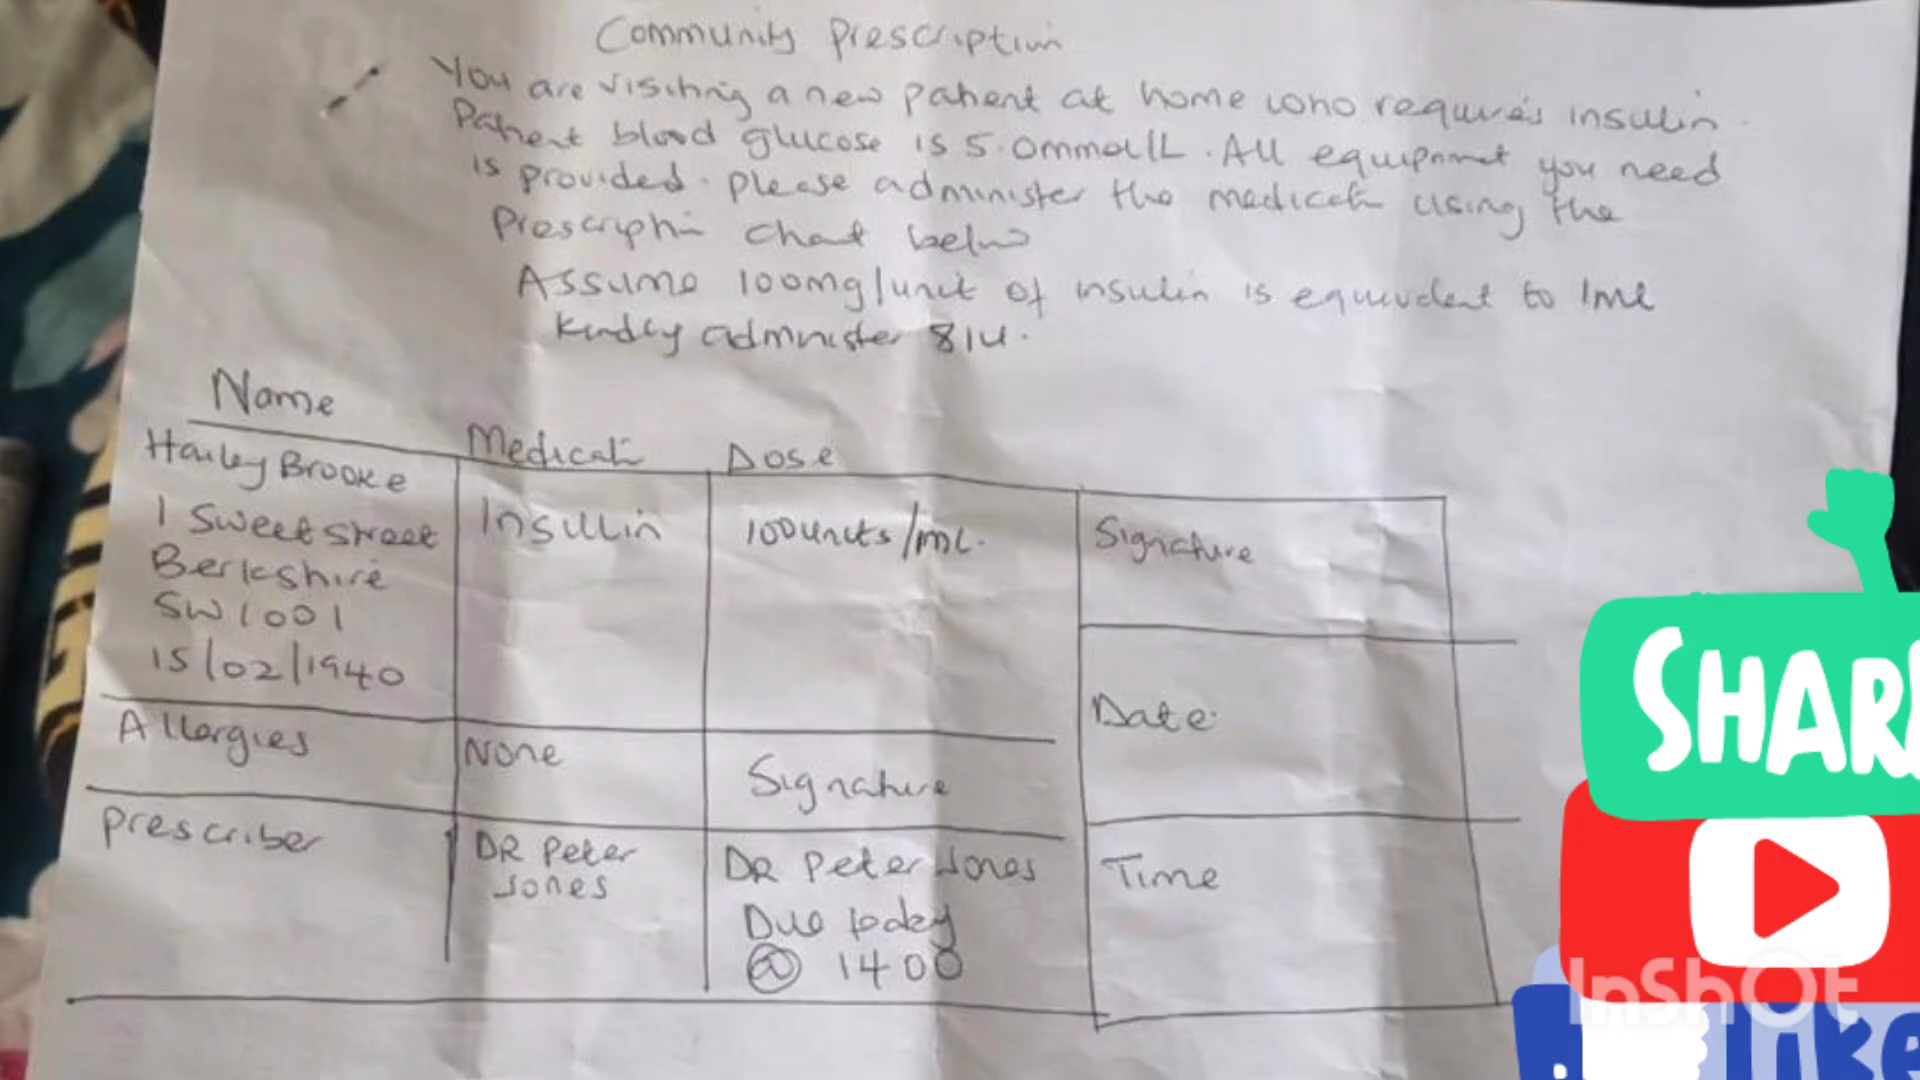 Community Prescription
You are visiting a new patient at home who requires insulin.
Patient blood glucose is 5.0mmol/L. All equipment you need
is provided. Please administer the medicati using the
Prescriphi chart below
Assume 100mg/unit of insulin is equivalent to 1ml
kindly administer 81U.
Name
Medicati
Dose
Harley Brooke
1 Sweet street
Berkshire
SW1001
15/02/1940
Insulin
100units/mL.
Signature
Date:
Time
Allergies
None
Signature
Prescriber
DR Peter
Jones
DR Peter Jones
Due today
@ 1400
SHAR
like
InShOt